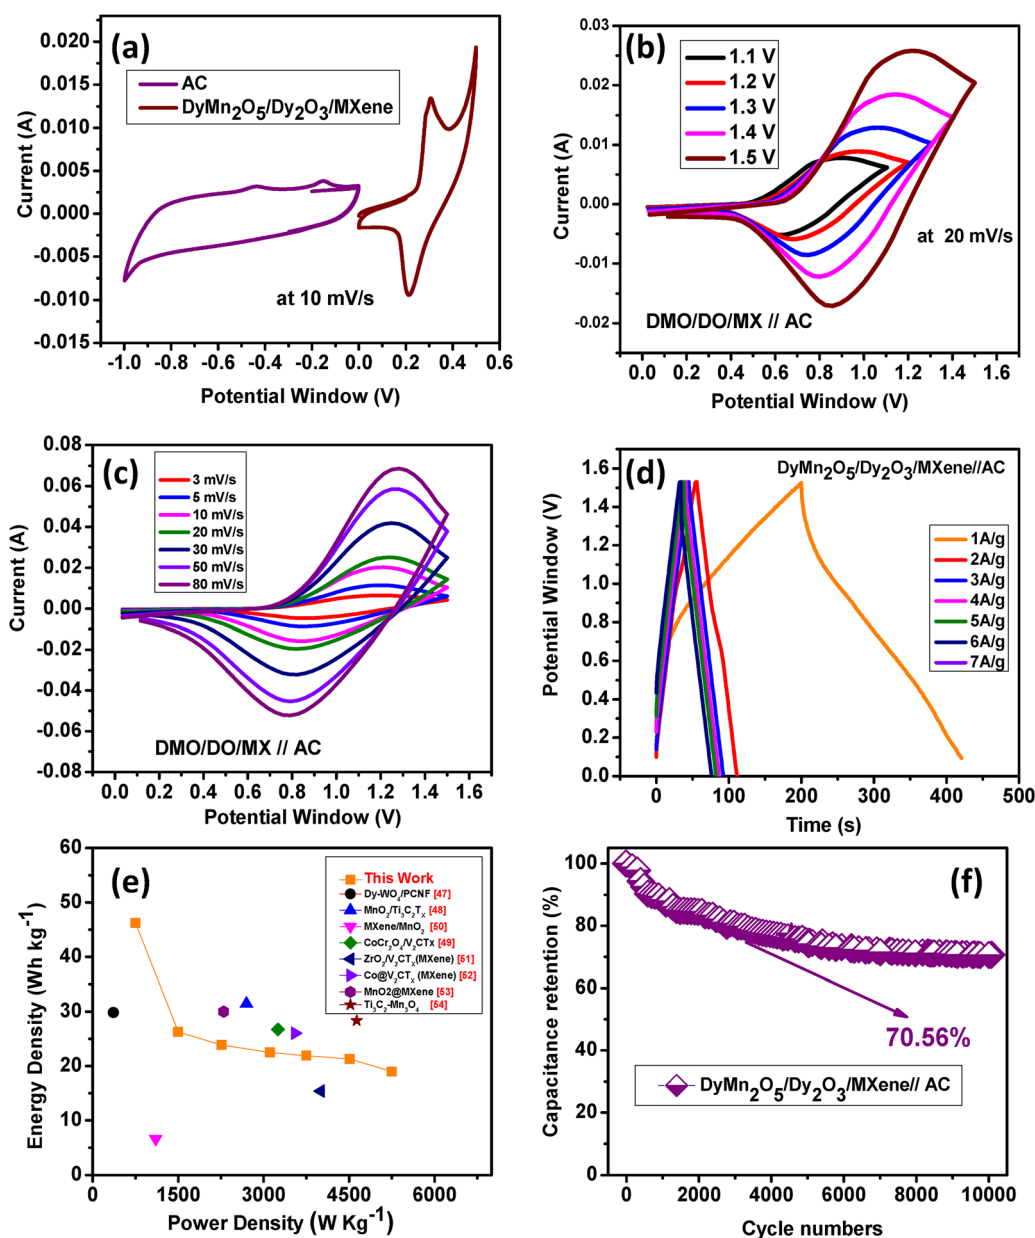 (a)
AC
DyMn2O5/Dy2O3/MXene
at 10 mV/s
Current (A)
0.020
0.015
0.010
0.005
0.000
-0.005
-0.010
-0.015
-1.0 -0.8 -0.6 -0.4 -0.2 0.0 0.2 0.4 0.6
Potential Window (V)
(b)
1.1 V
1.2 V
1.3 V
1.4 V
1.5 V
at 20 mV/s
DMO/DO/MX // AC
Current (A)
0.03
0.02
0.01
0.00
-0.01
-0.02
0.0 0.2 0.4 0.6 0.8 1.0 1.2 1.4 1.6
Potential Window (V)
(c)
3 mV/s
5 mV/s
10 mV/s
20 mV/s
30 mV/s
50 mV/s
80 mV/s
DMO/DO/MX // AC
Current (A)
0.08
0.06
0.04
0.02
0.00
-0.02
-0.04
-0.06
-0.08
0.0 0.2 0.4 0.6 0.8 1.0 1.2 1.4 1.6
Potential Window (V)
(d)
DyMn2O5/Dy2O3/MXene//AC
1A/g
2A/g
3A/g
4A/g
5A/g
6A/g
7A/g
Potential Window (V)
1.6
1.4
1.2
1.0
0.8
0.6
0.4
0.2
0.0
0 100 200 300 400 500
Time (s)
(e)
This Work
Dy-WO4/PCNF [47]
MnO2/Ti3C2TX [48]
MXene/MnO2 [50]
CoCr2O4/V2CTx [49]
ZrO2/V2CTX(MXene) [51]
Co@V2CTX (MXene) [52]
MnO2@MXene [53]
Ti3C2-Mn3O4 [54]
Energy Density (Wh kg-1)
60
50
40
30
20
10
0
0 1500 3000 4500 6000
Power Density (W Kg-1)
(f)
70.56%
DyMn2O5/Dy2O3/MXene// AC
Capacitance retention (%)
100
80
60
40
20
0
0 2000 4000 6000 8000 10000
Cycle numbers